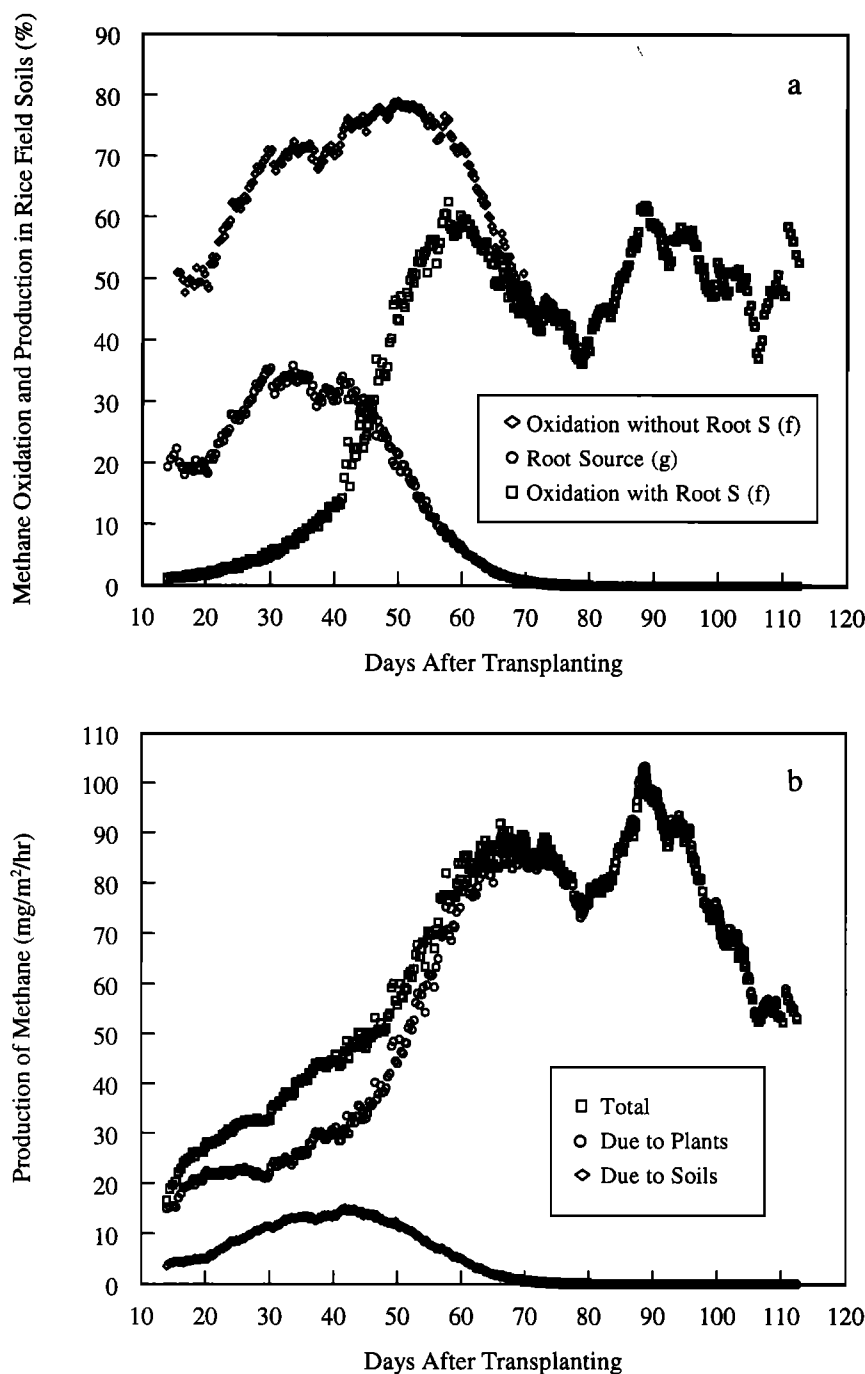 Methane Oxidation and Production in Rice Field Soils (%)
90
80
70
60
50
40
30
20
10
0
a
◇ Oxidation without Root S (f)
○ Root Source (g)
□ Oxidation with Root S (f)
10 20 30 40 50 60 70 80 90 100 110 120
Days After Transplanting
Production of Methane (mg/m²/hr)
110
100
90
80
70
60
50
40
30
20
10
0
b
□ Total
○ Due to Plants
◇ Due to Soils
10 20 30 40 50 60 70 80 90 100 110 120
Days After Transplanting